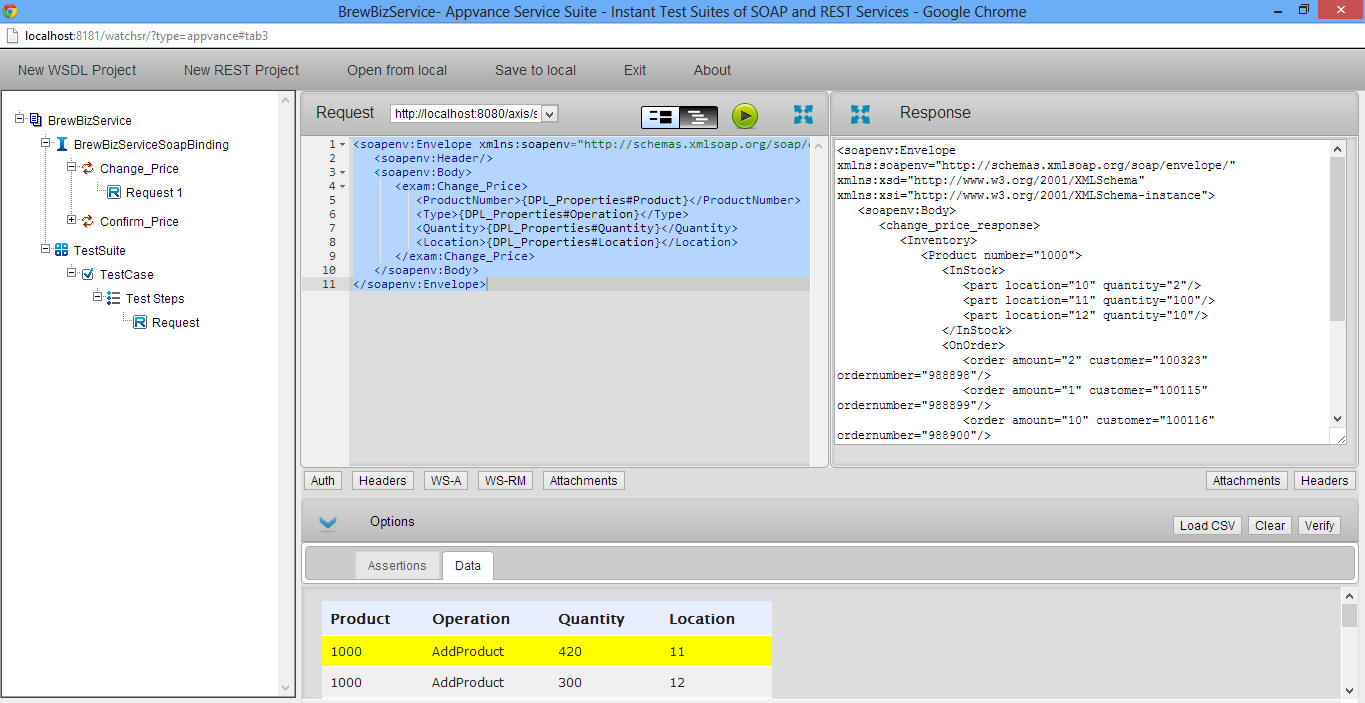 BrewBizService- Appvance Service Suite - Instant Test Suites of SOAP and REST Services - Google Chrome
localhost:8181/watchsr/?type=appvance#tab3
New WSDL Project New REST Project Open from local Save to local Exit About
BrewBizService
BrewBizServiceSoapBinding
Change_Price
Request 1
Confirm_Price
TestSuite
TestCase
Test Steps
Request
Request http://localhost:8080/axis/s
1 <soapenv:Envelope xmlns:soapenv="http://schemas.xmlsoap.org/soap/
2 <soapenv:Header/>
3 <soapenv:Body>
4 <exam:Change_Price>
5 <ProductNumber>{DPL_Properties#Product}</ProductNumber>
6 <Type>{DPL_Properties#Operation}</Type>
7 <Quantity>{DPL_Properties#Quantity}</Quantity>
8 <Location>{DPL_Properties#Location}</Location>
9 </exam:Change_Price>
10 </soapenv:Body>
11 </soapenv:Envelope>
Auth Headers WS-A WS-RM Attachments
Response
<soapenv:Envelope
xmlns:soapenv="http://schemas.xmlsoap.org/soap/envelope/"
xmlns:xsd="http://www.w3.org/2001/XMLSchema"
xmlns:xsi="http://www.w3.org/2001/XMLSchema-instance">
<soapenv:Body>
<change_price_response>
<Inventory>
<Product number="1000">
<InStock>
<part location="10" quantity="2"/>
<part location="11" quantity="100"/>
<part location="12" quantity="10"/>
</InStock>
<OnOrder>
<order amount="2" customer="100323"
ordernumber="988898"/>
<order amount="1" customer="100115"
ordernumber="988899"/>
<order amount="10" customer="100116"
ordernumber="988900"/>
Attachments Headers
Options Load CSV Clear Verify
Assertions Data
Product Operation Quantity Location
1000 AddProduct 420 11
1000 AddProduct 300 12